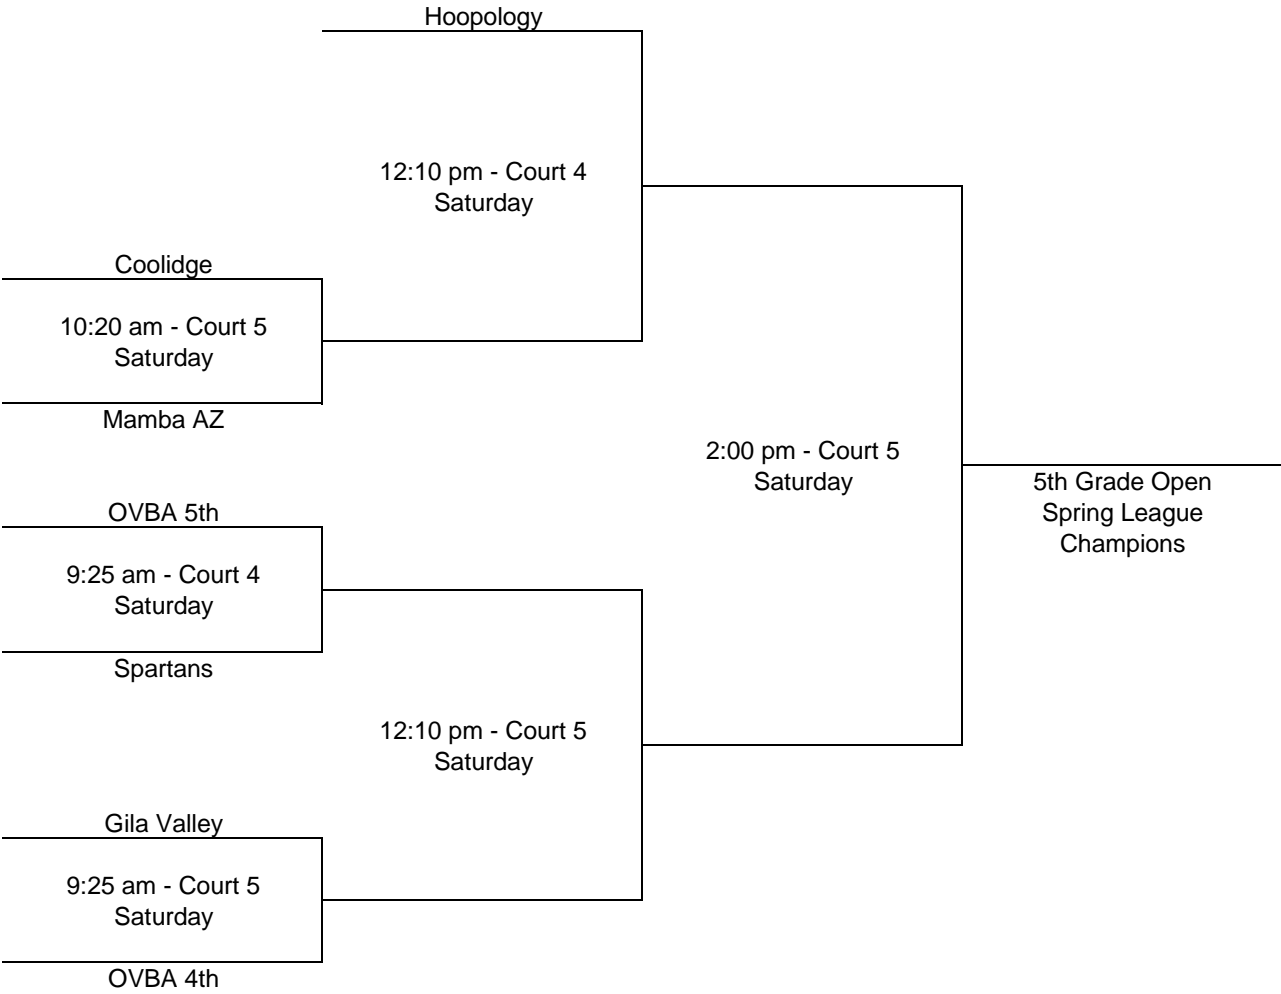 Hoopology
12:10 pm - Court 4
Saturday
Coolidge
10:20 am - Court 5
Saturday
Mamba AZ
2:00 pm - Court 5
Saturday
5th Grade Open
Spring League
Champions
OVBA 5th
9:25 am - Court 4
Saturday
Spartans
12:10 pm - Court 5
Saturday
Gila Valley
9:25 am - Court 5
Saturday
OVBA 4th